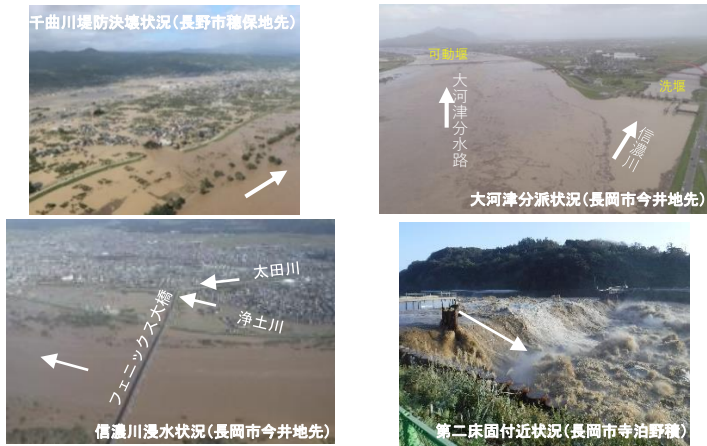 千曲川堤防決壊状況(長野市穂保地先)
可動堰
洗堰
大河津分水路
信濃川
大河津分派状況(長岡市今井地先)
太田川
浄土川
フェニックス大橋
信濃川浸水状況(長岡市今井地先)
第二床固付近状況(長岡市寺泊野積)